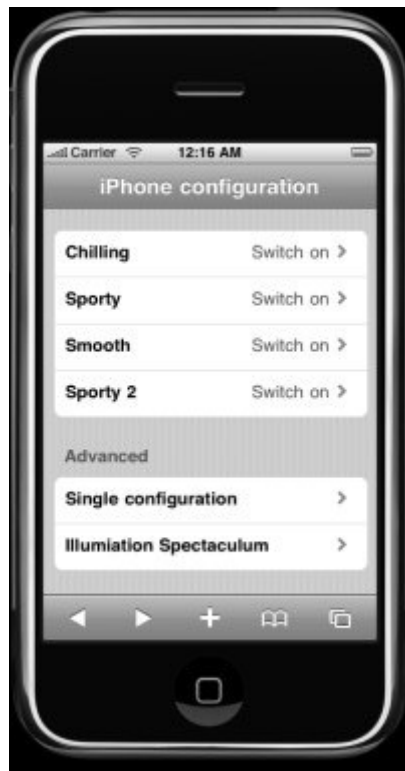 Carrier 12:16 AM
iPhone configuration
Chilling Switch on >
Sporty Switch on >
Smooth Switch on >
Sporty 2 Switch on >
Advanced
Single configuration >
Illumiation Spectaculum >